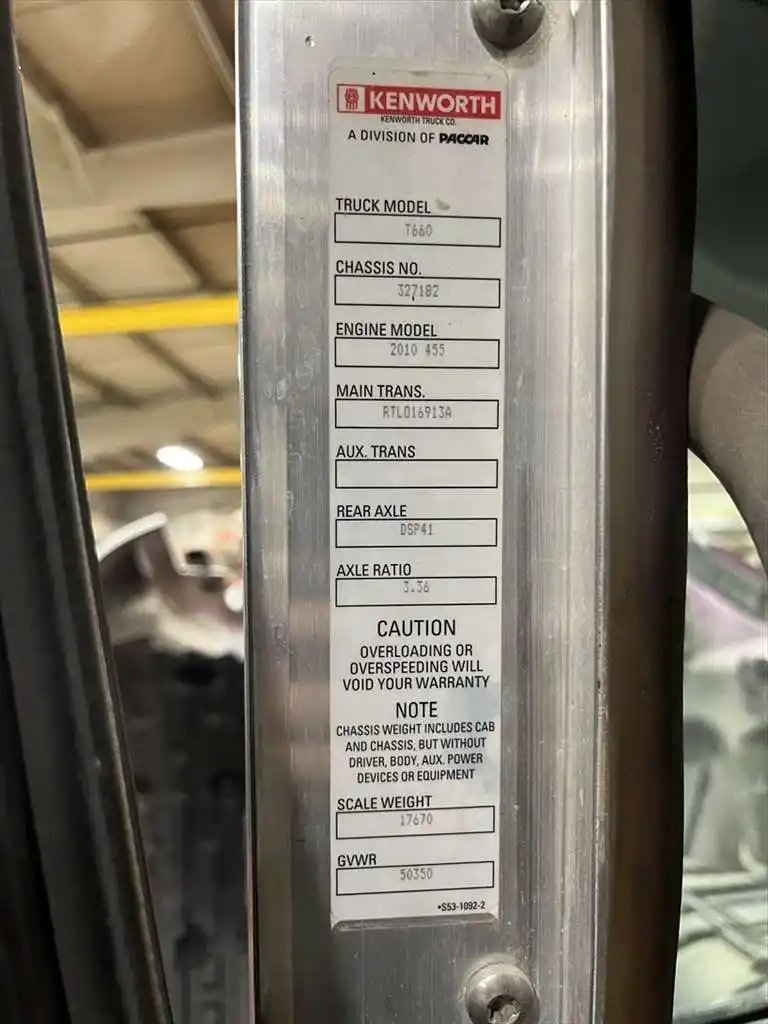 KENWORTH
KENWORTH TRUCK CO.
A DIVISION OF PACCAR
TRUCK MODEL
T660
CHASSIS NO.
327182
ENGINE MODEL
2010 455
MAIN TRANS.
RTLO16913A
AUX. TRANS
REAR AXLE
DSP41
AXLE RATIO
3.36
CAUTION
OVERLOADING OR
OVERSPEEDING WILL
VOID YOUR WARRANTY
NOTE
CHASSIS WEIGHT INCLUDES CAB
AND CHASSIS, BUT WITHOUT
DRIVER, BODY, AUX. POWER
DEVICES OR EQUIPMENT
SCALE WEIGHT
17670
GVWR
50350
•S53-1092-2